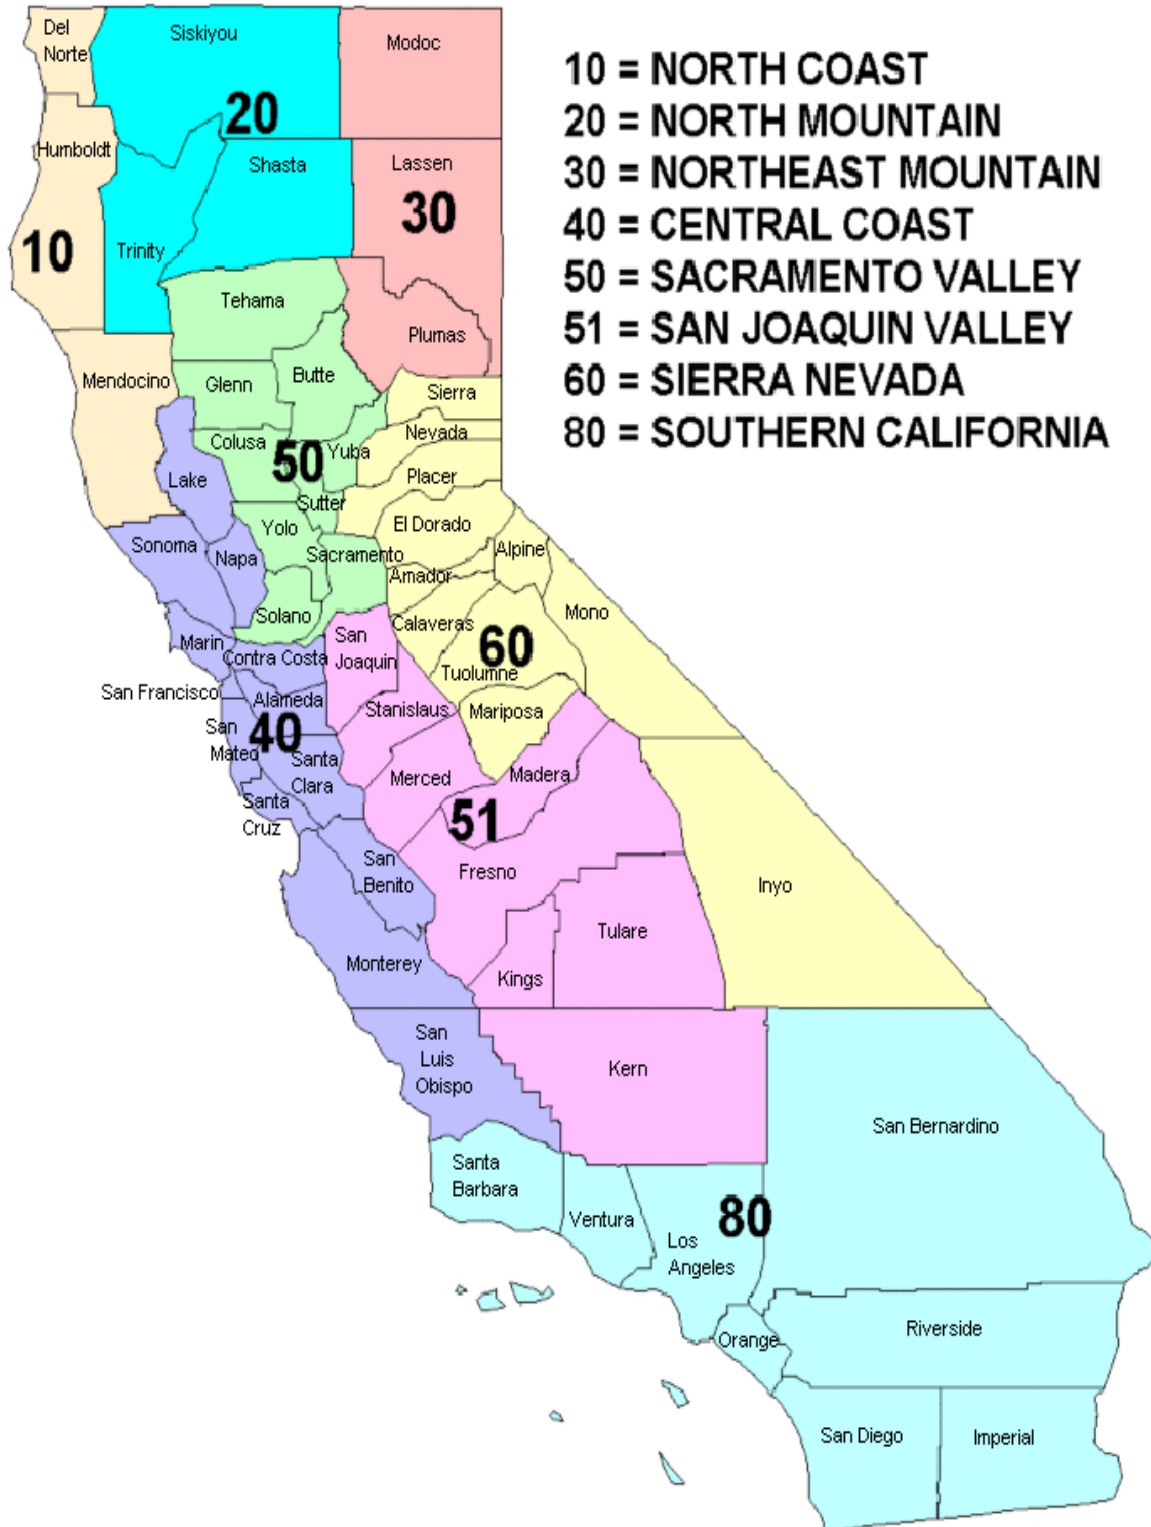 Del
Norte
Siskiyou
Modoc
10 = NORTH COAST
20 = NORTH MOUNTAIN
30 = NORTHEAST MOUNTAIN
40 = CENTRAL COAST
50 = SACRAMENTO VALLEY
51 = SAN JOAQUIN VALLEY
60 = SIERRA NEVADA
80 = SOUTHERN CALIFORNIA
20
Humboldt
Shasta
Lassen
30
10
Trinity
Tehama
Plumas
Mendocino
Glenn
Butte
Sierra
Colusa
50
Yuba
Nevada
Lake
Placer
Sutter
Yolo
El Dorado
Sonoma
Napa
Sacramento
Alpine
Amador
Solano
Mono
Marin
Contra Costa
San
Joaquin
Calaveras
60
Tuolumne
San Francisco
Alameda
Stanislaus
Mariposa
San
Mateo
40
Santa
Clara
Merced
Madera
Santa
Cruz
51
San
Benito
Fresno
Inyo
Tulare
Monterey
Kings
San
Luis
Obispo
Kern
San Bernardino
Santa
Barbara
Ventura
80
Los
Angeles
Orange
Riverside
San Diego
Imperial